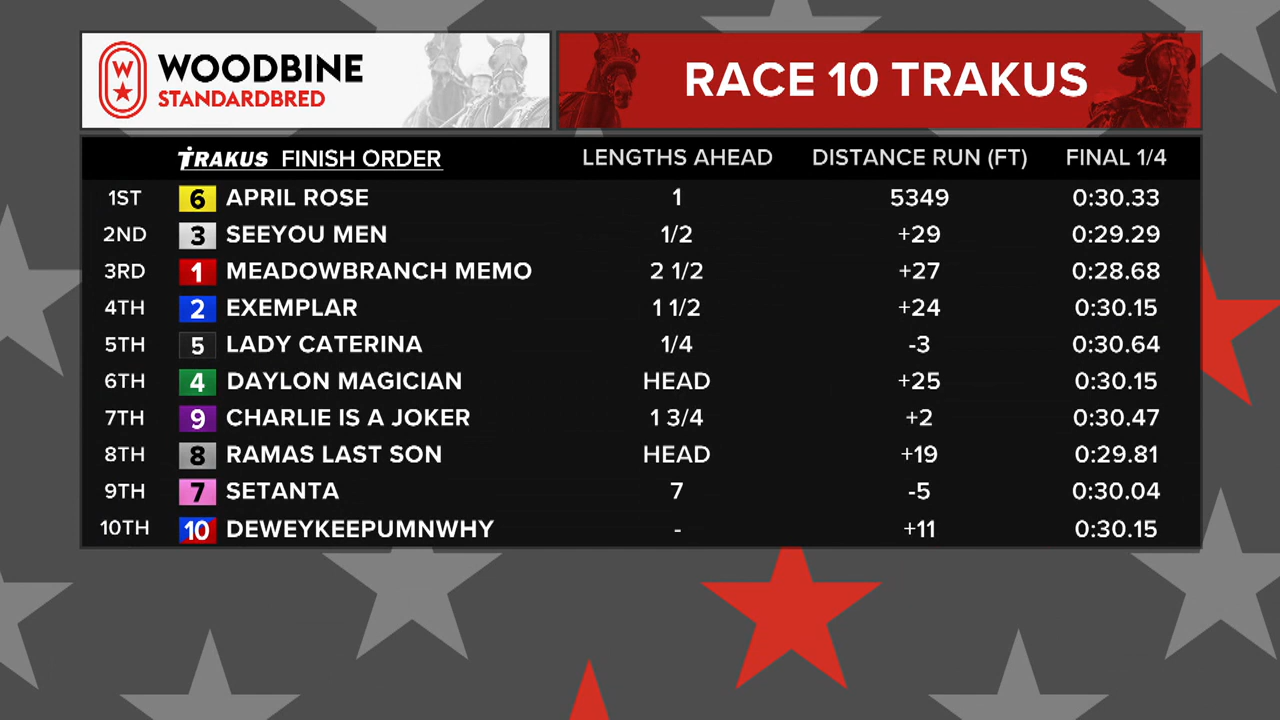 W
WOODBINE
STANDARDBRED
RACE 10 TRAKUS
TRAKUS FINISH ORDER LENGTHS AHEAD DISTANCE RUN (FT) FINAL 1/4
1ST 6 APRIL ROSE 1 5349 0:30.33
2ND 3 SEEYOU MEN 1/2 +29 0:29.29
3RD 1 MEADOWBRANCH MEMO 2 1/2 +27 0:28.68
4TH 2 EXEMPLAR 1 1/2 +24 0:30.15
5TH 5 LADY CATERINA 1/4 -3 0:30.64
6TH 4 DAYLON MAGICIAN HEAD +25 0:30.15
7TH 9 CHARLIE IS A JOKER 1 3/4 +2 0:30.47
8TH 8 RAMAS LAST SON HEAD +19 0:29.81
9TH 7 SETANTA 7 -5 0:30.04
10TH 10 DEWEYKEEPUMNWHY - +11 0:30.15